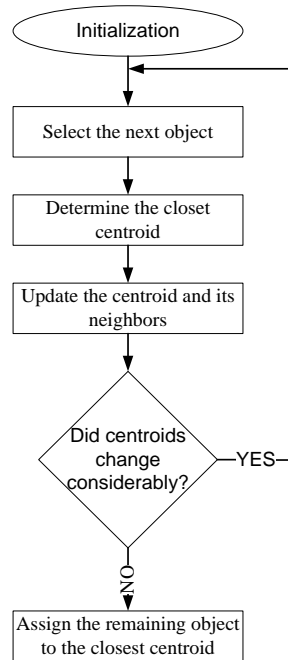 Initialization
Select the next object
Determine the closet
centroid
Update the centroid and its
neighbors
Did centroids
change
considerably?
YES
NO
Assign the remaining object
to the closest centroid